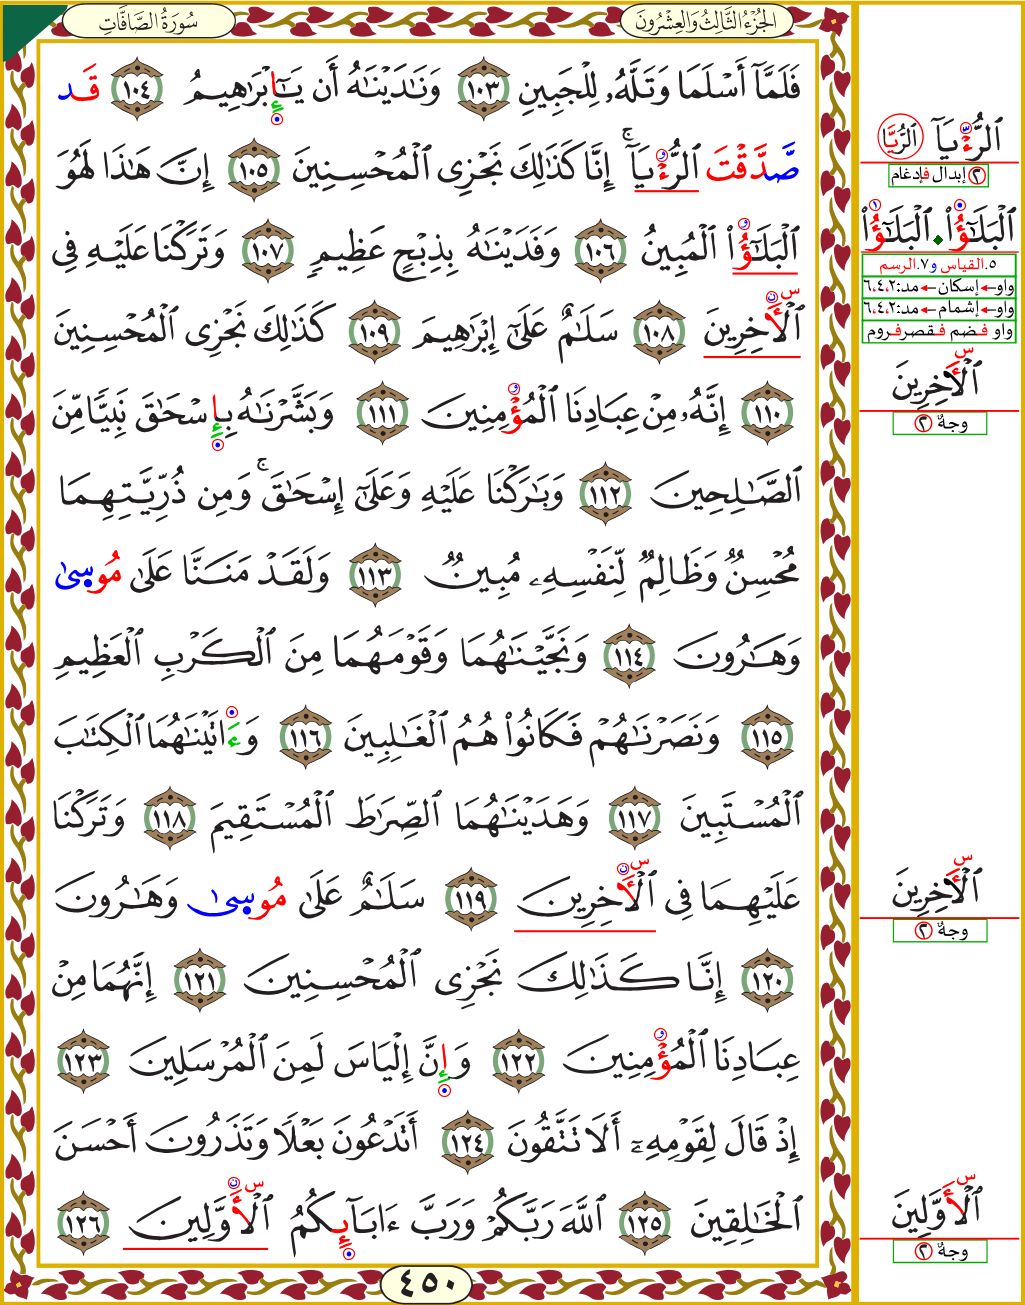 سُورَةُ الصَّافَّاتِ
الجُزْءُ الثَّالِثُ وَالعِشْرُونَ
فَلَمَّآ أَسْلَمَا وَتَلَّهُۥ لِلْجَبِينِ ١٠٣ وَنَٰدَيْنَٰهُ أَن يَٰٓإِبْرَٰهِيمُ ١٠٤ قَدْ
صَّدَّقْتَ ٱلرُّءْيَآ ۚ إِنَّا كَذَٰلِكَ نَجْزِى ٱلْمُحْسِنِينَ ١٠٥ إِنَّ هَٰذَا لَهُوَ
ٱلْبَلَٰٓؤُا۟ ٱلْمُبِينُ ١٠٦ وَفَدَيْنَٰهُ بِذِبْحٍ عَظِيمٍ ١٠٧ وَتَرَكْنَا عَلَيْهِ فِى
ٱلْأَخِرِينَ ١٠٨ سَلَٰمٌ عَلَىٰٓ إِبْرَٰهِيمَ ١٠٩ كَذَٰلِكَ نَجْزِى ٱلْمُحْسِنِينَ
١١٠ إِنَّهُۥ مِنْ عِبَادِنَا ٱلْمُؤْمِنِينَ ١١١ وَبَشَّرْنَٰهُ بِإِسْحَٰقَ نَبِيًّا مِّنَ
ٱلصَّٰلِحِينَ ١١٢ وَبَٰرَكْنَا عَلَيْهِ وَعَلَىٰٓ إِسْحَٰقَ ۚ وَمِن ذُرِّيَّتِهِمَا
مُحْسِنٌ وَظَالِمٌ لِّنَفْسِهِۦ مُبِينٌ ١١٣ وَلَقَدْ مَنَنَّا عَلَىٰ مُوسِىٰ
وَهَٰرُونَ ١١٤ وَنَجَّيْنَٰهُمَا وَقَوْمَهُمَا مِنَ ٱلْكَرْبِ ٱلْعَظِيمِ
١١٥ وَنَصَرْنَٰهُمْ فَكَانُوا۟ هُمُ ٱلْغَٰلِبِينَ ١١٦ وَءَاتَيْنَٰهُمَا ٱلْكِتَٰبَ
ٱلْمُسْتَبِينَ ١١٧ وَهَدَيْنَٰهُمَا ٱلصِّرَٰطَ ٱلْمُسْتَقِيمَ ١١٨ وَتَرَكْنَا
عَلَيْهِمَا فِى ٱلْأَخِرِينَ ١١٩ سَلَٰمٌ عَلَىٰ مُوسِىٰ وَهَٰرُونَ
١٢٠ إِنَّا كَذَٰلِكَ نَجْزِى ٱلْمُحْسِنِينَ ١٢١ إِنَّهُمَا مِنْ
عِبَادِنَا ٱلْمُؤْمِنِينَ ١٢٢ وَإِنَّ إِلْيَاسَ لَمِنَ ٱلْمُرْسَلِينَ ١٢٣
إِذْ قَالَ لِقَوْمِهِۦٓ أَلَا تَتَّقُونَ ١٢٤ أَتَدْعُونَ بَعْلًا وَتَذَرُونَ أَحْسَنَ
ٱلْخَٰلِقِينَ ١٢٥ ٱللَّهَ رَبَّكُمْ وَرَبَّ ءَابَآئِكُمُ ٱلْأَوَّلِينَ ١٢٦
٤٥٠
ٱلرُّءْيَآ ٱلرُّيَّا
٢ إبدال فإدغام
ٱلْبَلَٰٓؤُا۟ . ٱلْبَلَٰٓؤُا۟
٥.القياس و٧.الرسم
واو←إسكان←مد:٦،٤،٢
واو←إشمام←مد:٦،٤،٢
واو فضم فقصر فروم
ٱلْأَخِرِينَ
وجهٌ ٢
ٱلْأَخِرِينَ
وجهٌ ٢
ٱلْأَوَّلِينَ
وجهٌ ٢